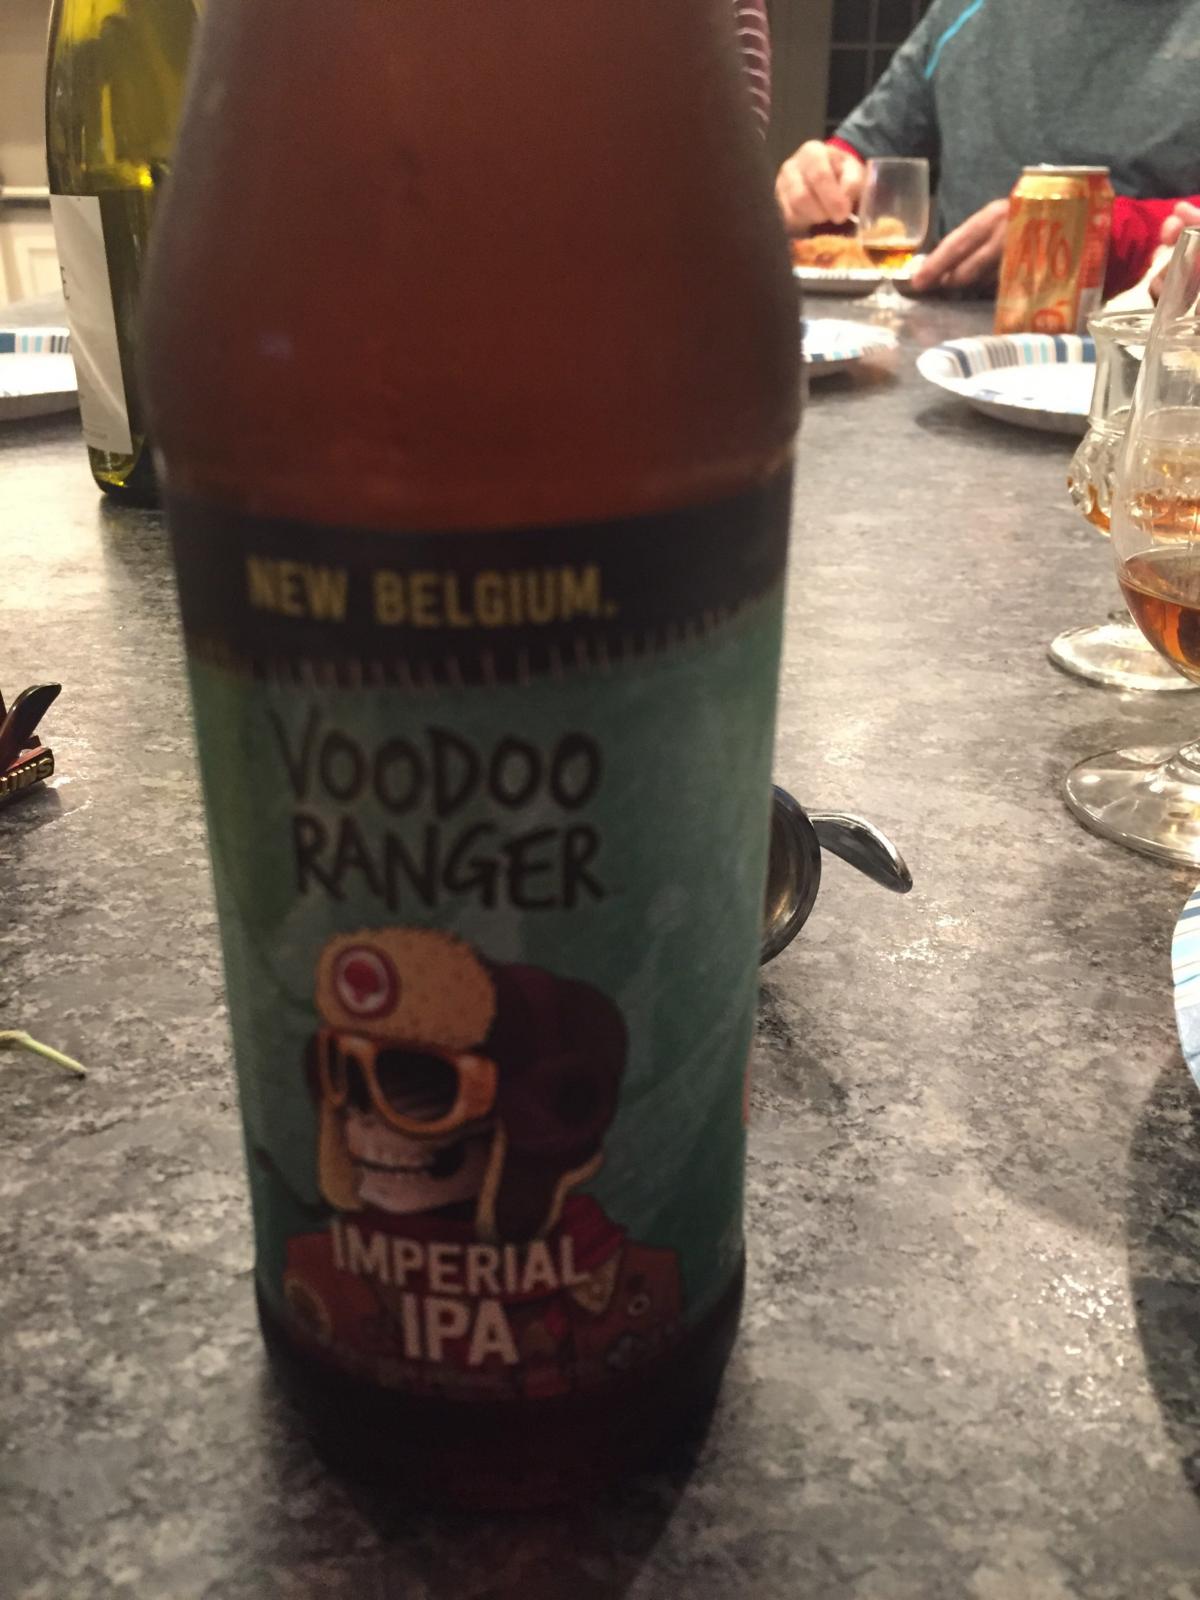 NEW BELGIUM.
VOODOO
RANGER
IMPERIAL
IPA